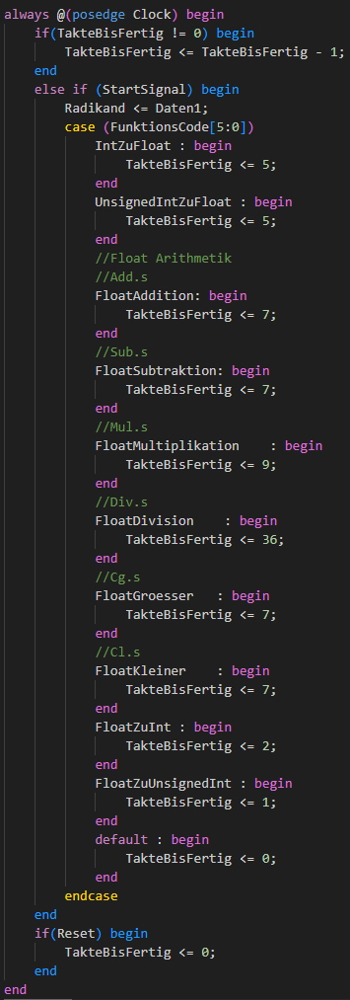 always @(posedge Clock) begin
    if(TakteBisFertig != 0) begin
        TakteBisFertig <= TakteBisFertig - 1;
    end
    else if (StartSignal) begin
        Radikand <= Daten1;
        case (FunktionsCode[5:0])
            IntZuFloat : begin
                TakteBisFertig <= 5;
            end
            UnsignedIntZuFloat : begin
                TakteBisFertig <= 5;
            end
            //Float Arithmetik
            //Add.s
            FloatAddition: begin
                TakteBisFertig <= 7;
            end
            //Sub.s
            FloatSubtraktion: begin
                TakteBisFertig <= 7;
            end
            //Mul.s
            FloatMultiplikation    : begin
                TakteBisFertig <= 9;
            end
            //Div.s
            FloatDivision    : begin
                TakteBisFertig <= 36;
            end
            //Cg.s
            FloatGroesser   : begin
                TakteBisFertig <= 7;
            end
            //Cl.s
            FloatKleiner    : begin
                TakteBisFertig <= 7;
            end
            FloatZuInt : begin
                TakteBisFertig <= 2;
            end
            FloatZuUnsignedInt : begin
                TakteBisFertig <= 1;
            end
            default : begin
                TakteBisFertig <= 0;
            end
        endcase
    end
    if(Reset) begin
        TakteBisFertig <= 0;
    end
end